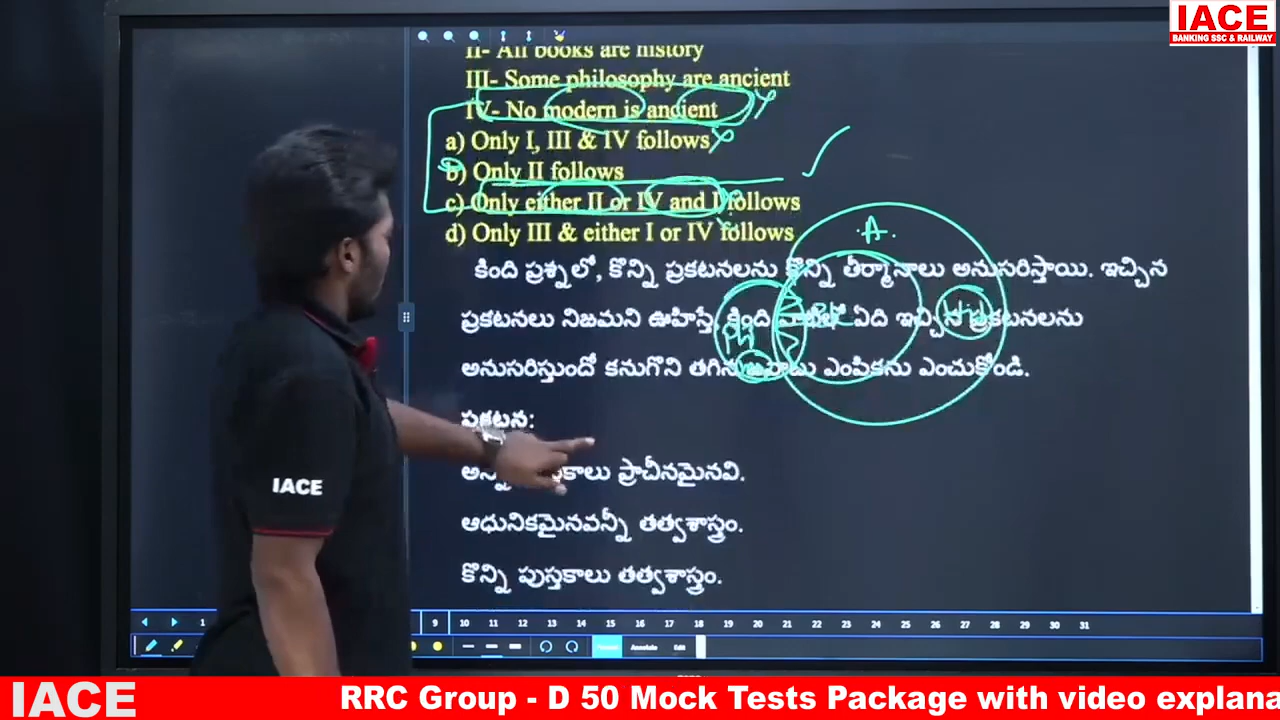 IACE
BANKING SSC & RAILWAY
II- All books are history
III- Some philosophy are ancient
IV- No modern is ancient
a) Only I, III & IV follows
b) Only II follows
c) Only either II or IV and I follows
d) Only III & either I or IV follows
A
కింది ప్రశ్నలో, కొన్ని ప్రకటనలను కొన్ని తీర్మానాలు అనుసరిస్తాయి. ఇచ్చిన
ప్రకటనలు నిజమని ఊహిస్తే, కింది వాటిలో ఏది ఇచ్చిన ప్రకటనలను
PH
అనుసరిస్తుందో కనుగొని తగిన జవాబు ఎంపికను ఎంచుకోండి.
ప్రకటన:
ప్రాచీనమైనవి.
ఆధునికమైనవన్నీ తత్వశాస్త్రం.
కొన్ని పుస్తకాలు తత్వశాస్త్రం.
IACE
1 9 10 11 12 13 14 15 16 17 18 19 20 21 22 23 24 25 26 27 28 29 30 31
Annotate Edit
IACE RRC Group - D 50 Mock Tests Package with video explana